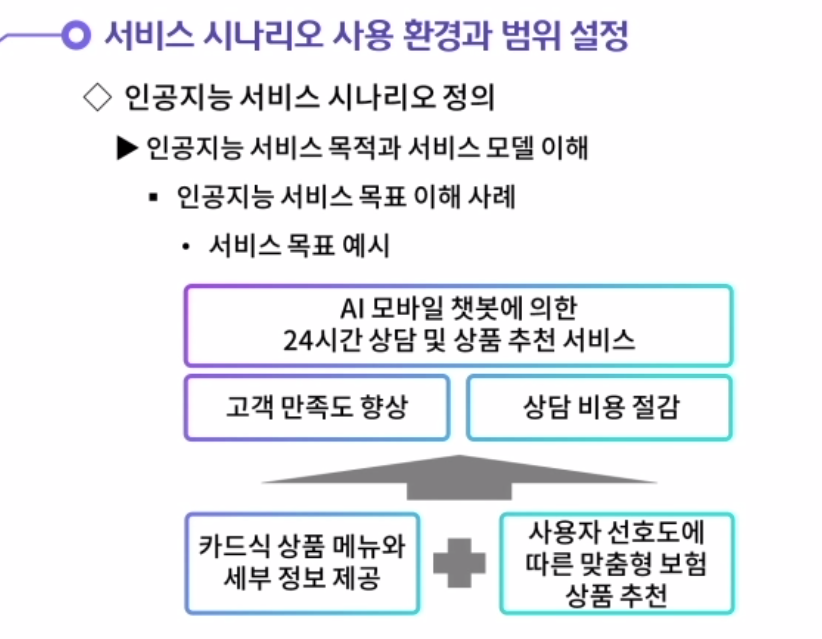 서비스 시나리오 사용 환경과 범위 설정
◇ 인공지능 서비스 시나리오 정의
▶ 인공지능 서비스 목적과 서비스 모델 이해
▪ 인공지능 서비스 목표 이해 사례
• 서비스 목표 예시
AI 모바일 챗봇에 의한
24시간 상담 및 상품 추천 서비스
고객 만족도 향상
상담 비용 절감
카드식 상품 메뉴와
세부 정보 제공
사용자 선호도에
따른 맞춤형 보험
상품 추천